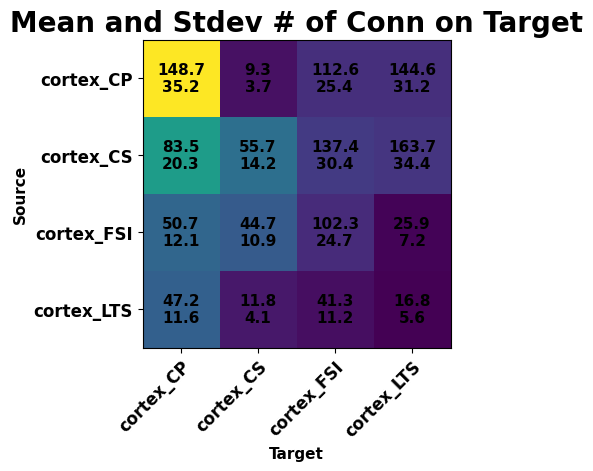 Mean and Stdev # of Conn on Target
Source
cortex_CP
148.7 9.3 112.6 144.6
35.2 3.7 25.4 31.2
cortex_CS
83.5 55.7 137.4 163.7
20.3 14.2 30.4 34.4
cortex_FSI
50.7 44.7 102.3 25.9
12.1 10.9 24.7 7.2
cortex_LTS
47.2 11.8 41.3 16.8
11.6 4.1 11.2 5.6
cortex_CP
cortex_CS
cortex_FSI
cortex_LTS
Target